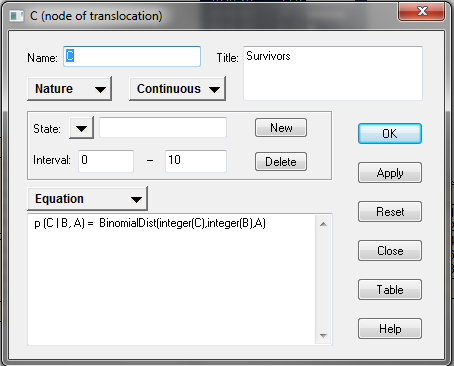 C (node of translocation)
Name: C Title: Survivors
Nature Continuous
State: New
Interval: 0 – 10 Delete
Equation
p (C | B, A) = BinomialDist(integer(C),integer(B),A)
OK
Apply
Reset
Close
Table
Help